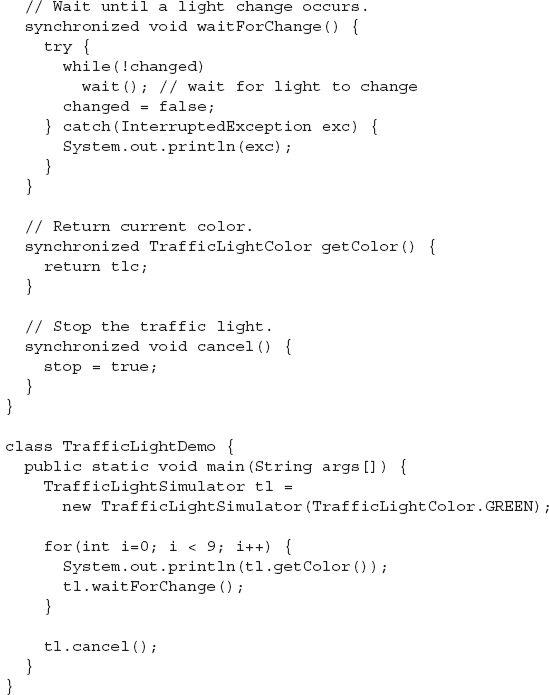 // Wait until a light change occurs.
  synchronized void waitForChange() {
    try {
      while(!changed)
        wait(); // wait for light to change
      changed = false;
    } catch(InterruptedException exc) {
      System.out.println(exc);
    }
  }

  // Return current color.
  synchronized TrafficLightColor getColor() {
    return tlc;
  }

  // Stop the traffic light.
  synchronized void cancel() {
    stop = true;
  }
}

class TrafficLightDemo {
  public static void main(String args[]) {
    TrafficLightSimulator tl =
      new TrafficLightSimulator(TrafficLightColor.GREEN);

    for(int i=0; i < 9; i++) {
      System.out.println(tl.getColor());
      tl.waitForChange();
    }

    tl.cancel();
  }
}